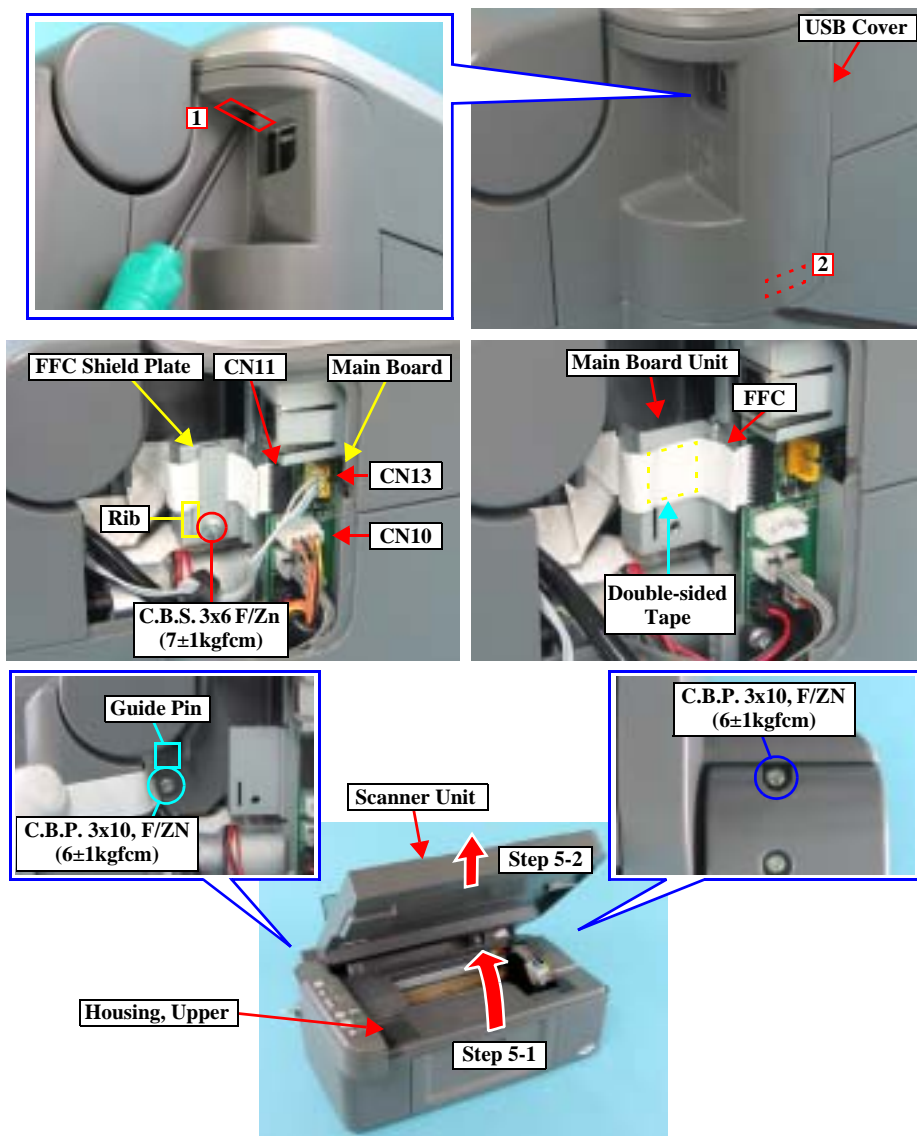 USB Cover
1
2
FFC Shield Plate
CN11
Main Board
CN13
Rib
CN10
C.B.S. 3x6 F/Zn
(7±1kgfcm)
Main Board Unit
FFC
Double-sided
Tape
Guide Pin
C.B.P. 3x10, F/ZN
(6±1kgfcm)
C.B.P. 3x10, F/ZN
(6±1kgfcm)
Scanner Unit
Step 5-2
Housing, Upper
Step 5-1